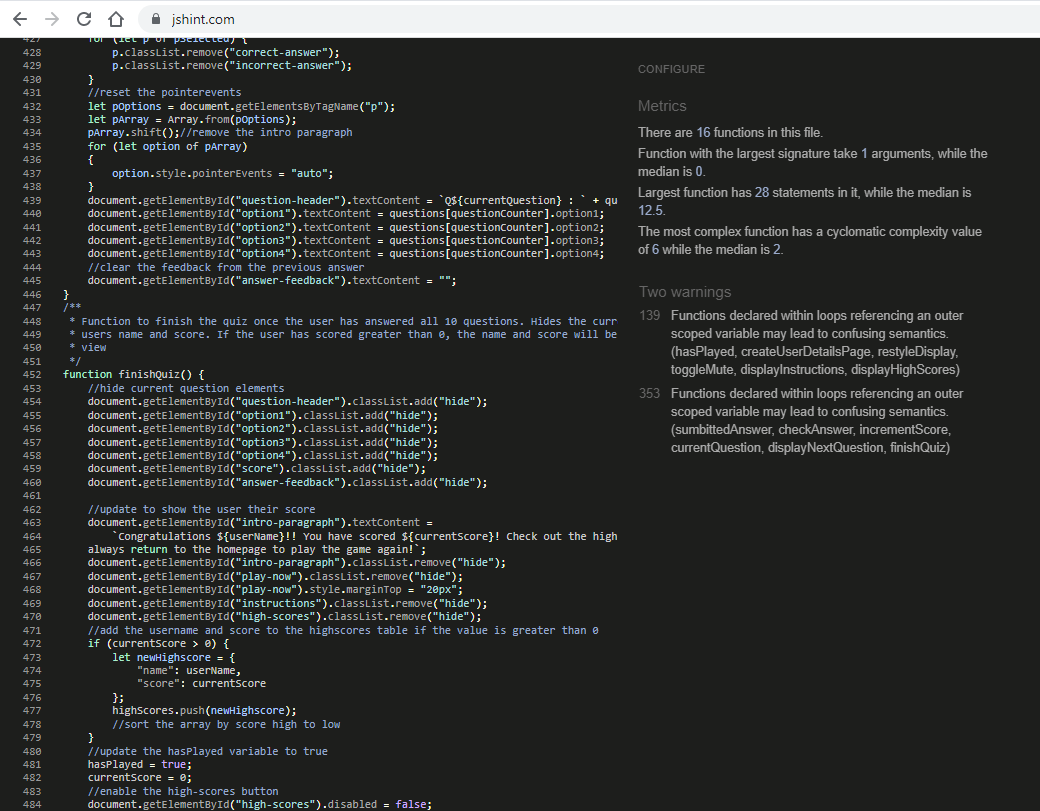 jshint.com
427 for (let p of pSelected) {
428 p.classList.remove("correct-answer");
429 p.classList.remove("incorrect-answer");
430 }
431 //reset the pointerevents
432 let pOptions = document.getElementsByTagName("p");
433 let pArray = Array.from(pOptions);
434 pArray.shift();//remove the intro paragraph
435 for (let option of pArray)
436 {
437 option.style.pointerEvents = "auto";
438 }
439 document.getElementById("question-header").textContent = `Q${currentQuestion} : ` + qu
440 document.getElementById("option1").textContent = questions[questionCounter].option1;
441 document.getElementById("option2").textContent = questions[questionCounter].option2;
442 document.getElementById("option3").textContent = questions[questionCounter].option3;
443 document.getElementById("option4").textContent = questions[questionCounter].option4;
444 //clear the feedback from the previous answer
445 document.getElementById("answer-feedback").textContent = "";
446 }
447 /**
448 * Function to finish the quiz once the user has answered all 10 questions. Hides the curr
449 * users name and score. If the user has scored greater than 0, the name and score will be
450 * view
451 */
452 function finishQuiz() {
453 //hide current question elements
454 document.getElementById("question-header").classList.add("hide");
455 document.getElementById("option1").classList.add("hide");
456 document.getElementById("option2").classList.add("hide");
457 document.getElementById("option3").classList.add("hide");
458 document.getElementById("option4").classList.add("hide");
459 document.getElementById("score").classList.add("hide");
460 document.getElementById("answer-feedback").classList.add("hide");
461
462 //update to show the user their score
463 document.getElementById("intro-paragraph").textContent =
464 `Congratulations ${userName}!! You have scored ${currentScore}! Check out the high
465 always return to the homepage to play the game again!`;
466 document.getElementById("intro-paragraph").classList.remove("hide");
467 document.getElementById("play-now").classList.remove("hide");
468 document.getElementById("play-now").style.marginTop = "20px";
469 document.getElementById("instructions").classList.remove("hide");
470 document.getElementById("high-scores").classList.remove("hide");
471 //add the username and score to the highscores table if the value is greater than 0
472 if (currentScore > 0) {
473 let newHighscore = {
474 "name": userName,
475 "score": currentScore
476 };
477 highScores.push(newHighscore);
478 //sort the array by score high to low
479 }
480 //update the hasPlayed variable to true
481 hasPlayed = true;
482 currentScore = 0;
483 //enable the high-scores button
484 document.getElementById("high-scores").disabled = false;
CONFIGURE
Metrics
There are 16 functions in this file.
Function with the largest signature take 1 arguments, while the
median is 0.
Largest function has 28 statements in it, while the median is
12.5.
The most complex function has a cyclomatic complexity value
of 6 while the median is 2.
Two warnings
139 Functions declared within loops referencing an outer
scoped variable may lead to confusing semantics.
(hasPlayed, createUserDetailsPage, restyleDisplay,
toggleMute, displayInstructions, displayHighScores)
353 Functions declared within loops referencing an outer
scoped variable may lead to confusing semantics.
(sumbittedAnswer, checkAnswer, incrementScore,
currentQuestion, displayNextQuestion, finishQuiz)